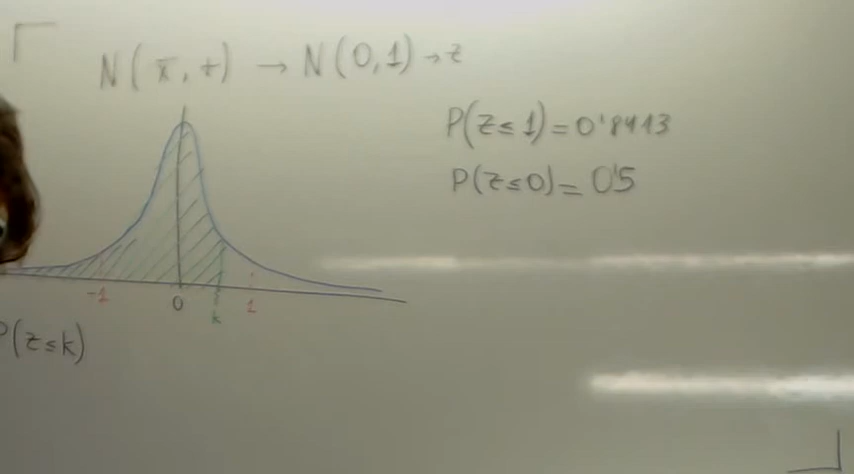 N(x̄, σ) → N(0,1) → z
P(z≤1)=0'8413
P(z≤0)=0'5
-1 0 k 1
P(z≤k)